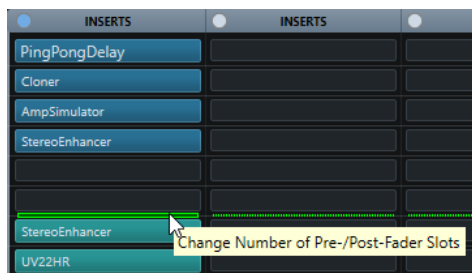 INSERTS INSERTS
PingPongDelay
Cloner
AmpSimulator
StereoEnhancer
StereoEnhancer
Change Number of Pre-/Post-Fader Slots
UV22HR